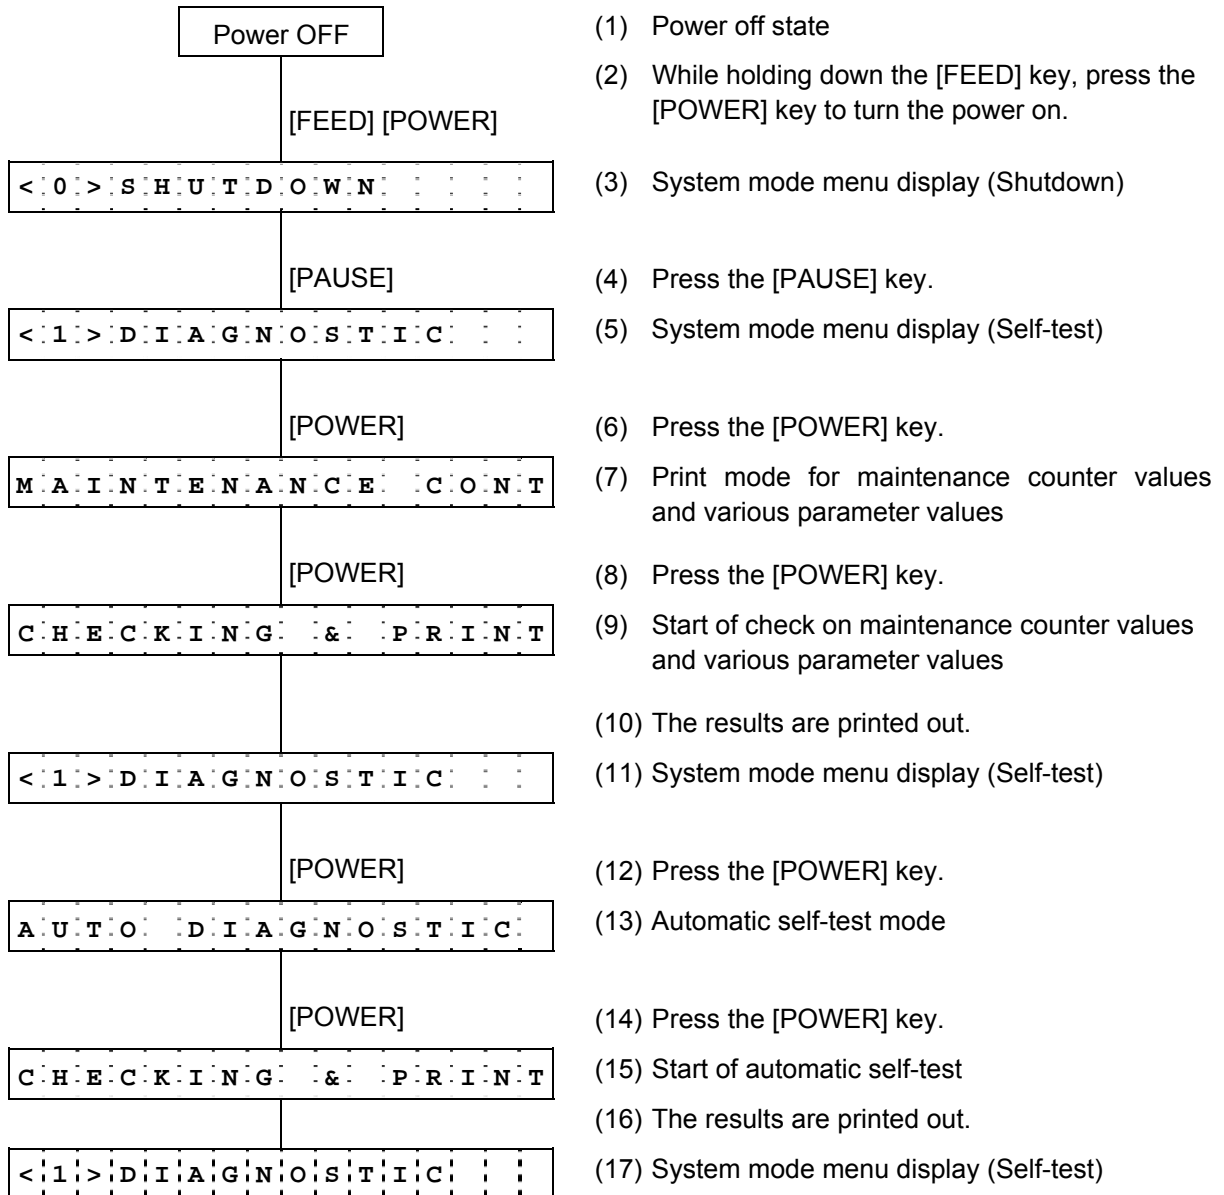 Power OFF
(1) Power off state
[FEED] [POWER]
(2) While holding down the [FEED] key, press the
[POWER] key to turn the power on.
<0>SHUTDOWN
(3) System mode menu display (Shutdown)
[PAUSE]
(4) Press the [PAUSE] key.
<1>DIAGNOSTIC
(5) System mode menu display (Self-test)
[POWER]
(6) Press the [POWER] key.
MAINTENANCE CONT
(7) Print mode for maintenance counter values
and various parameter values
[POWER]
(8) Press the [POWER] key.
CHECKING & PRINT
(9) Start of check on maintenance counter values
and various parameter values
(10) The results are printed out.
<1>DIAGNOSTIC
(11) System mode menu display (Self-test)
[POWER]
(12) Press the [POWER] key.
AUTO DIAGNOSTIC
(13) Automatic self-test mode
[POWER]
(14) Press the [POWER] key.
CHECKING & PRINT
(15) Start of automatic self-test
(16) The results are printed out.
<1>DIAGNOSTIC
(17) System mode menu display (Self-test)